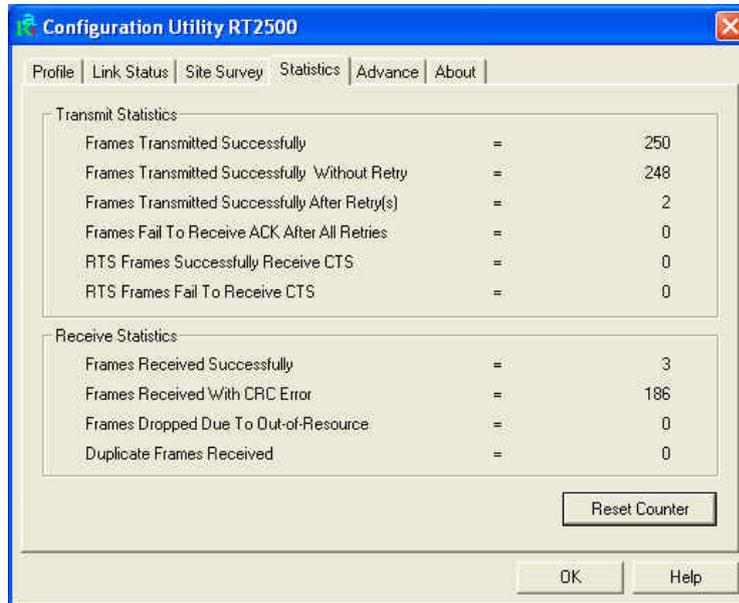 Configuration Utility RT2500
Profile Link Status Site Survey Statistics Advance About
Transmit Statistics
Frames Transmitted Successfully = 250
Frames Transmitted Successfully Without Retry = 248
Frames Transmitted Successfully After Retry(s) = 2
Frames Fail To Receive ACK After All Retries = 0
RTS Frames Successfully Receive CTS = 0
RTS Frames Fail To Receive CTS = 0
Receive Statistics
Frames Received Successfully = 3
Frames Received With CRC Error = 186
Frames Dropped Due To Out-of-Resource = 0
Duplicate Frames Received = 0
Reset Counter
OK Help